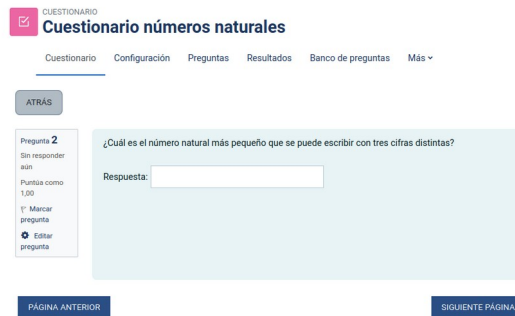 CUESTIONARIO
Cuestionario números naturales
Cuestionario Configuración Preguntas Resultados Banco de preguntas Más
ATRÁS
Pregunta 2
Sin responder
aún
Puntúa como
1,00
Marcar
pregunta
Editar
pregunta
¿Cuál es el número natural más pequeño que se puede escribir con tres cifras distintas?
Respuesta:
PÁGINA ANTERIOR SIGUIENTE PÁGINA